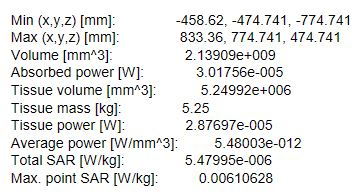 Min (x,y,z) [mm]: -458.62, -474.741, -774.741
Max (x,y,z) [mm]: 833.36, 774.741, 474.741
Volume [mm^3]: 2.13909e+009
Absorbed power [W]: 3.01756e-005
Tissue volume [mm^3]: 5.24992e+006
Tissue mass [kg]: 5.25
Tissue power [W]: 2.87697e-005
Average power [W/mm^3]: 5.48003e-012
Total SAR [W/kg]: 5.47995e-006
Max. point SAR [W/kg]: 0.00610628